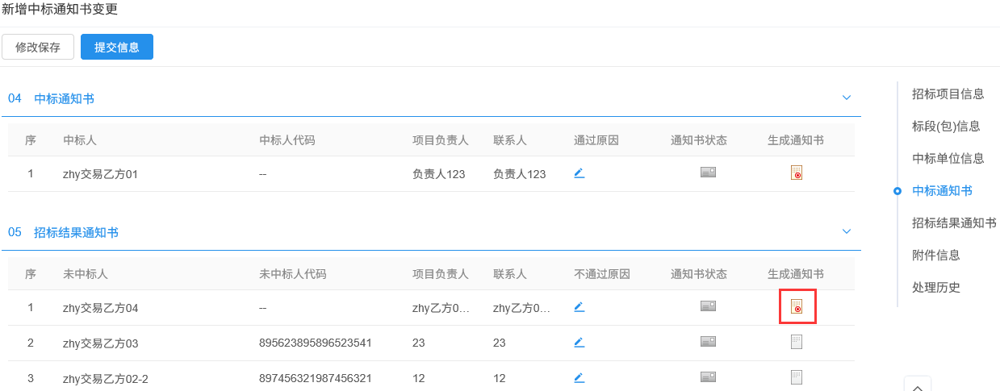 新增中标通知书变更
修改保存 提交信息
04 中标通知书
序 中标人 中标人代码 项目负责人 联系人 通过原因 通知书状态 生成通知书
1 zhy交易乙方01 -- 负责人123 负责人123
05 招标结果通知书
序 未中标人 未中标人代码 项目负责人 联系人 不通过原因 通知书状态 生成通知书
1 zhy交易乙方04 -- zhy乙方0... zhy乙方0...
2 zhy交易乙方03 895623895896523541 23 23
3 zhy交易乙方02-2 897456321987456321 12 12
招标项目信息
标段(包)信息
中标单位信息
中标通知书
招标结果通知书
附件信息
处理历史